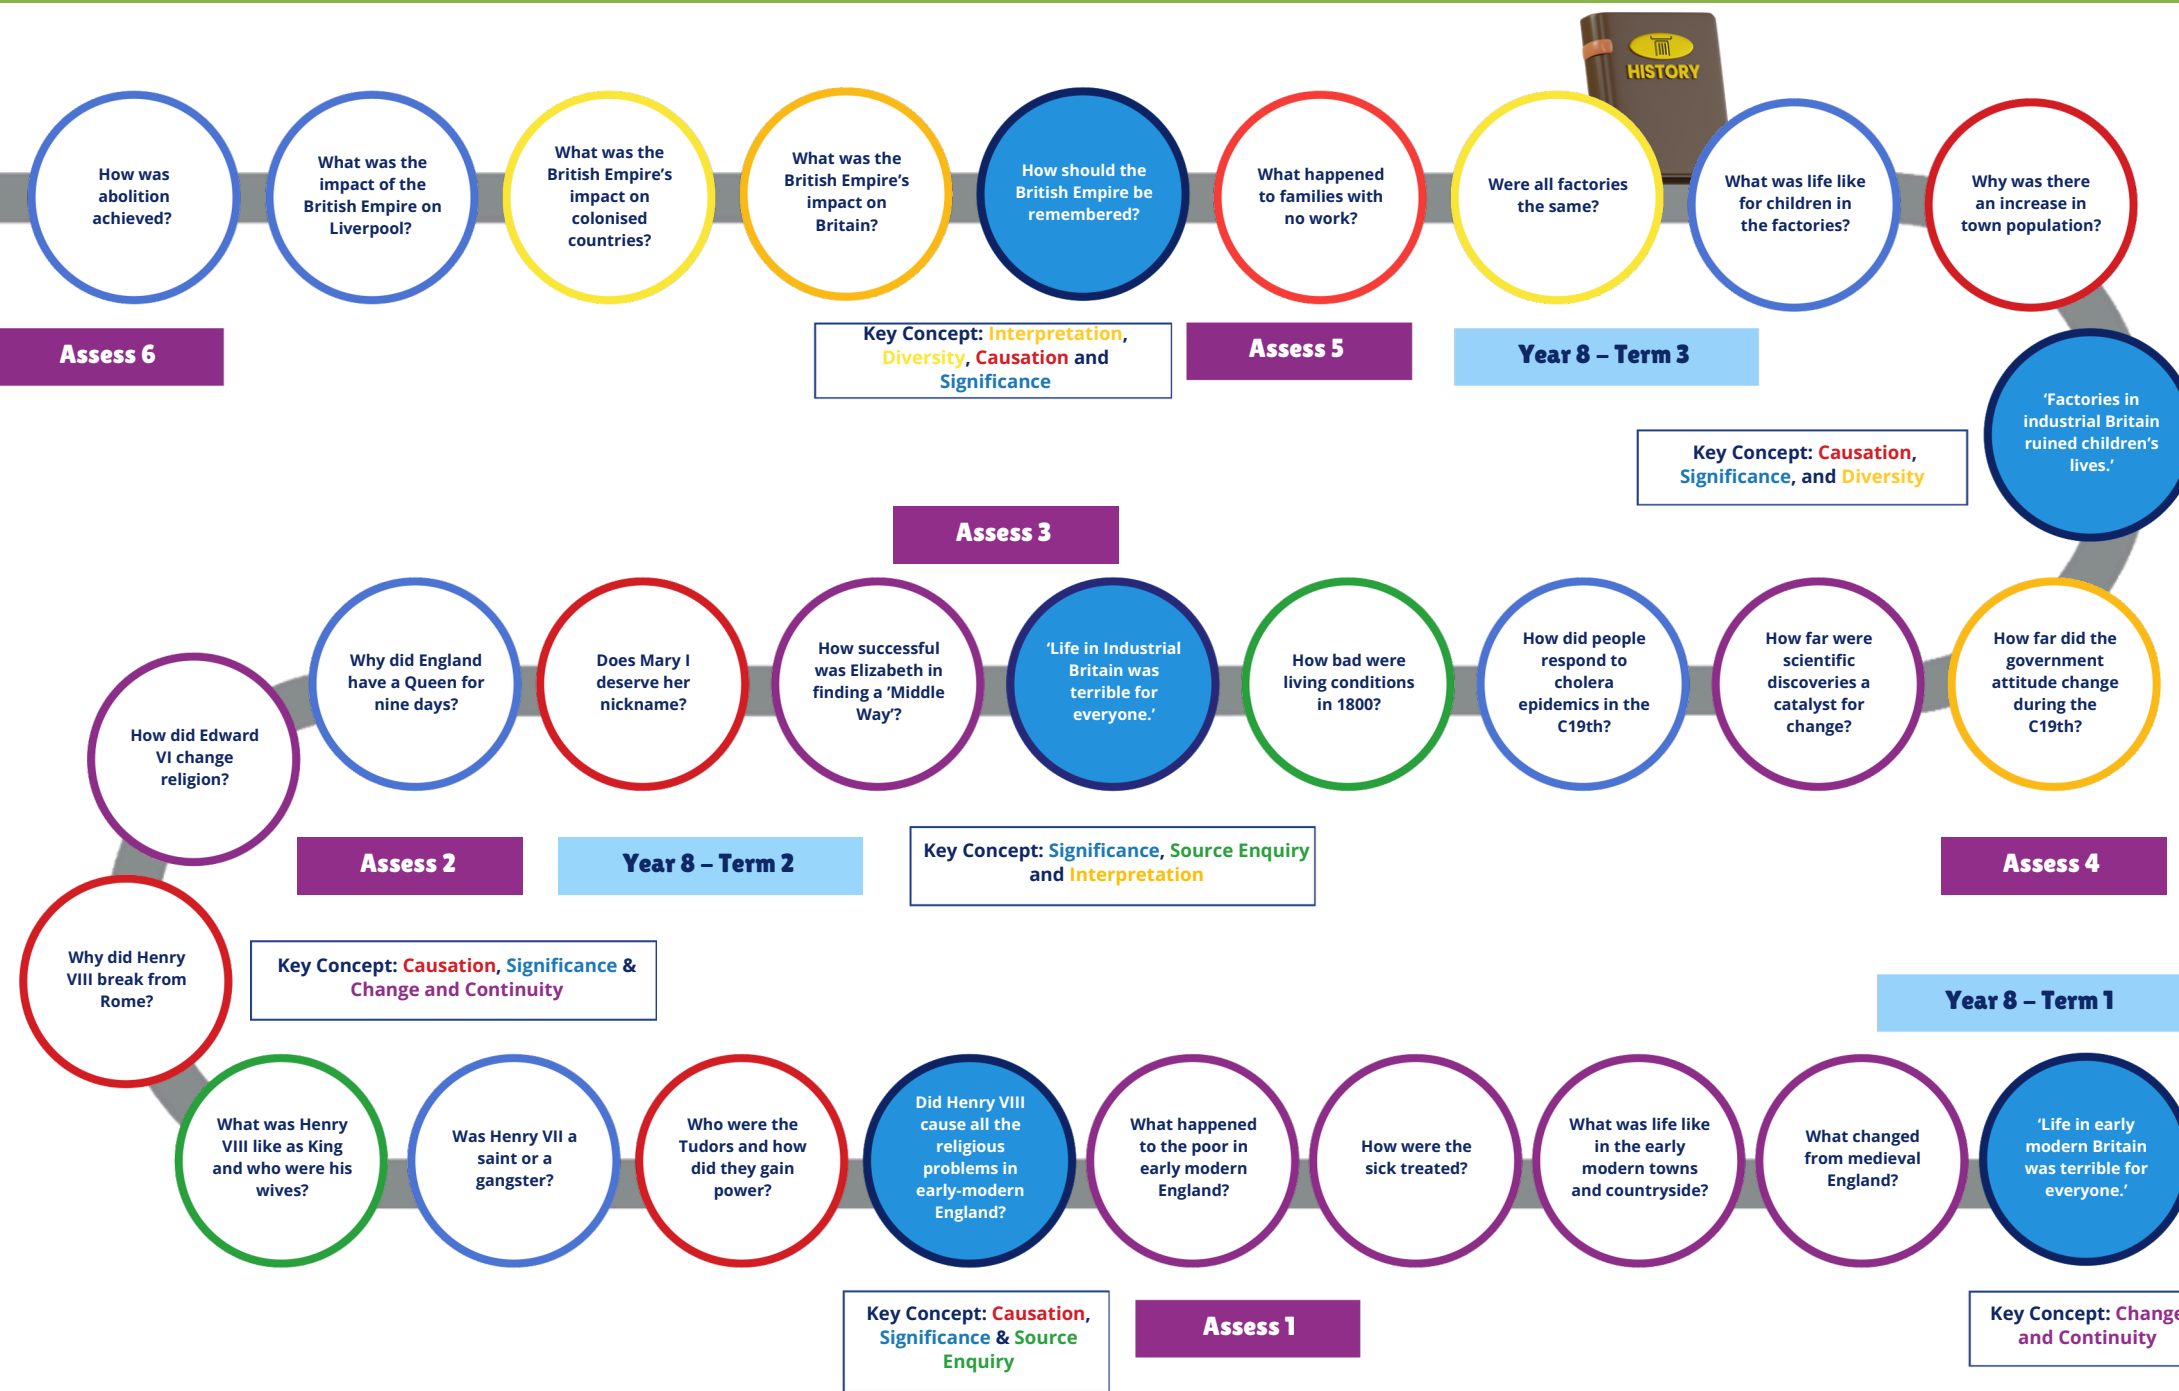 HISTORY
How was
abolition
achieved?
What was the
impact of the
British Empire on
Liverpool?
What was the
British Empire’s
impact on
colonised
countries?
What was the
British Empire’s
impact on
Britain?
How should the
British Empire be
remembered?
What happened
to families with
no work?
Were all factories
the same?
What was life like
for children in
the factories?
Why was there
an increase in
town population?
Assess 6
Key Concept: Interpretation,
Diversity, Causation and
Significance
Assess 5
Year 8 – Term 3
‘Factories in
industrial Britain
ruined children’s
lives.’
Key Concept: Causation,
Significance, and Diversity
Assess 3
How did Edward
VI change
religion?
Why did England
have a Queen for
nine days?
Does Mary I
deserve her
nickname?
How successful
was Elizabeth in
finding a ‘Middle
Way’?
‘Life in Industrial
Britain was
terrible for
everyone.’
How bad were
living conditions
in 1800?
How did people
respond to
cholera
epidemics in the
C19th?
How far were
scientific
discoveries a
catalyst for
change?
How far did the
government
attitude change
during the
C19th?
Assess 2
Year 8 – Term 2
Key Concept: Significance, Source Enquiry
and Interpretation
Assess 4
Why did Henry
VIII break from
Rome?
Key Concept: Causation, Significance &
Change and Continuity
Year 8 – Term 1
What was Henry
VIII like as King
and who were his
wives?
Was Henry VII a
saint or a
gangster?
Who were the
Tudors and how
did they gain
power?
Did Henry VIII
cause all the
religious
problems in
early-modern
England?
What happened
to the poor in
early modern
England?
How were the
sick treated?
What was life like
in the early
modern towns
and countryside?
What changed
from medieval
England?
‘Life in early
modern Britain
was terrible for
everyone.’
Key Concept: Causation,
Significance & Source
Enquiry
Assess 1
Key Concept: Change
and Continuity